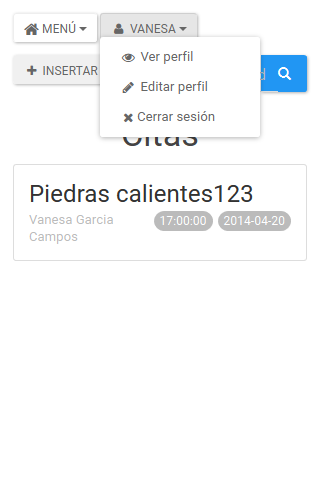 MENÚ VANESA
Ver perfil
INSERTAR
Editar perfil
Cerrar sesión
Citas
Piedras calientes123
Vanesa García 17:00:00 2014-04-20
Campos